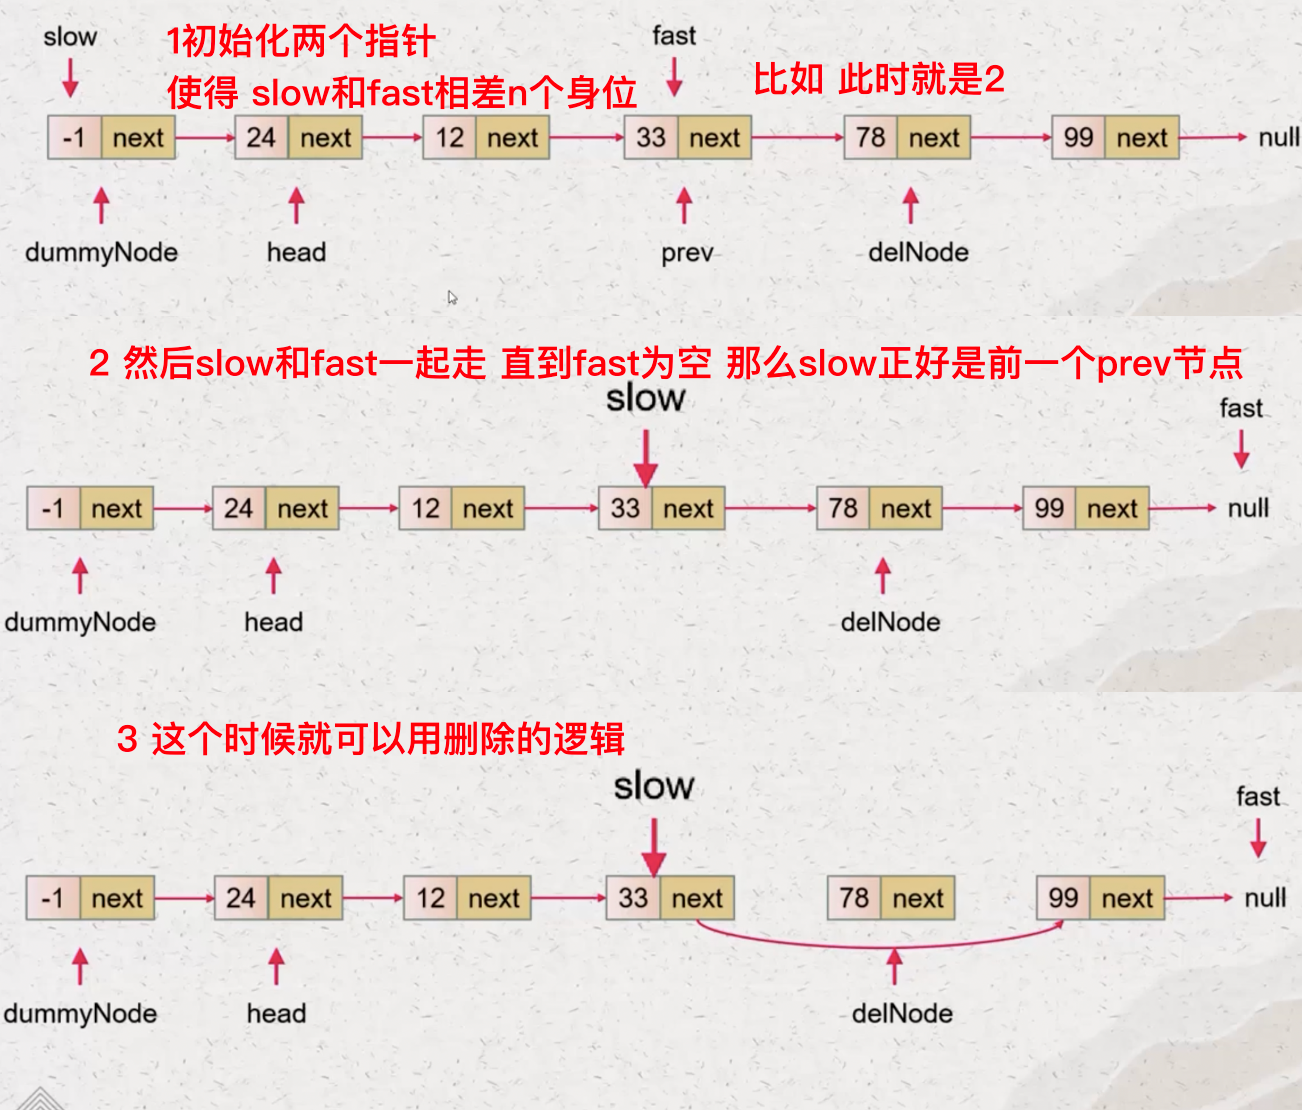 slow
1初始化两个指针
fast
使得 slow和fast相差n个身位
比如 此时就是2
-1 next 24 next 12 next 33 next 78 next 99 next null
dummyNode head prev delNode
2 然后slow和fast一起走 直到fast为空 那么slow正好是前一个prev节点
slow
fast
-1 next 24 next 12 next 33 next 78 next 99 next null
dummyNode head delNode
3 这个时候就可以用删除的逻辑
slow
fast
-1 next 24 next 12 next 33 next 78 next 99 next null
dummyNode head delNode